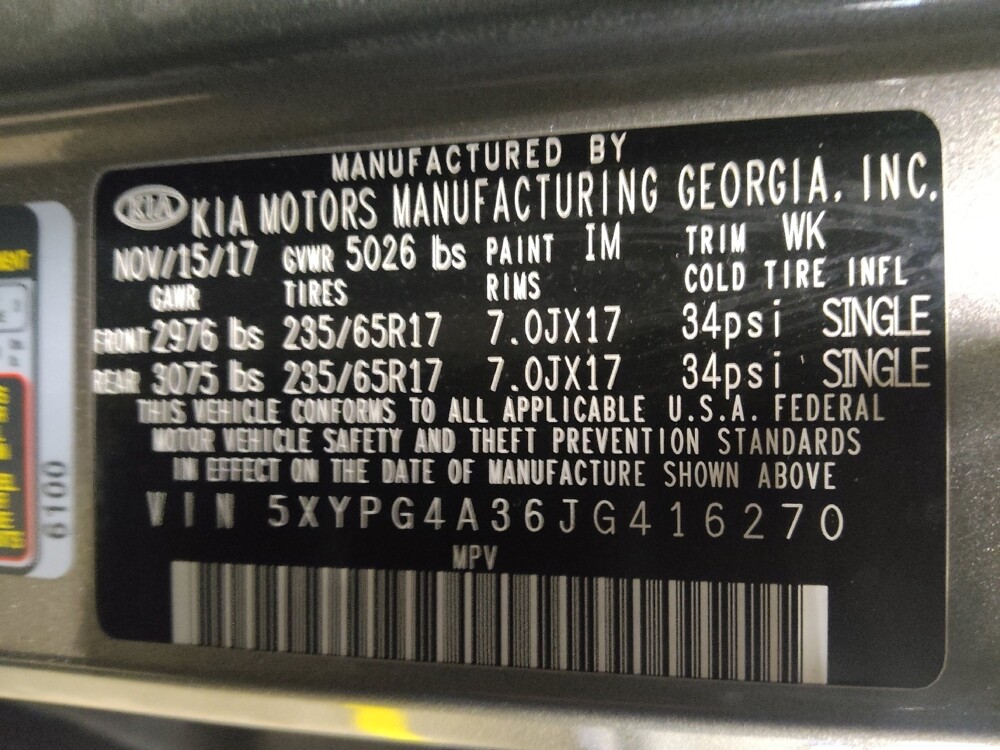 MANUFACTURED BY
KIA KIA MOTORS MANUFACTURING GEORGIA, INC.
NOV/15/17 GVWR 5026 lbs PAINT IM TRIM WK
GAWR TIRES RIMS COLD TIRE INFL
FRONT 2976 lbs 235/65R17 7.0JX17 34psi SINGLE
REAR 3075 lbs 235/65R17 7.0JX17 34psi SINGLE
THIS VEHICLE CONFORMS TO ALL APPLICABLE U.S.A. FEDERAL
MOTOR VEHICLE SAFETY AND THEFT PREVENTION STANDARDS
IN EFFECT ON THE DATE OF MANUFACTURE SHOWN ABOVE
VIN 5XYPG4A36JG416270
MPV
6100